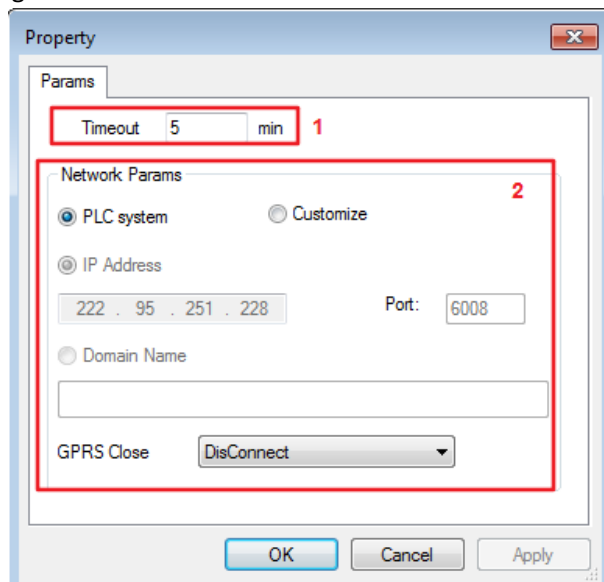 Property
Params
Timeout 5 min 1
Network Params 2
PLC system Customize
IP Address
222 . 95 . 251 . 228 Port: 6008
Domain Name
GPRS Close DisConnect
OK Cancel Apply